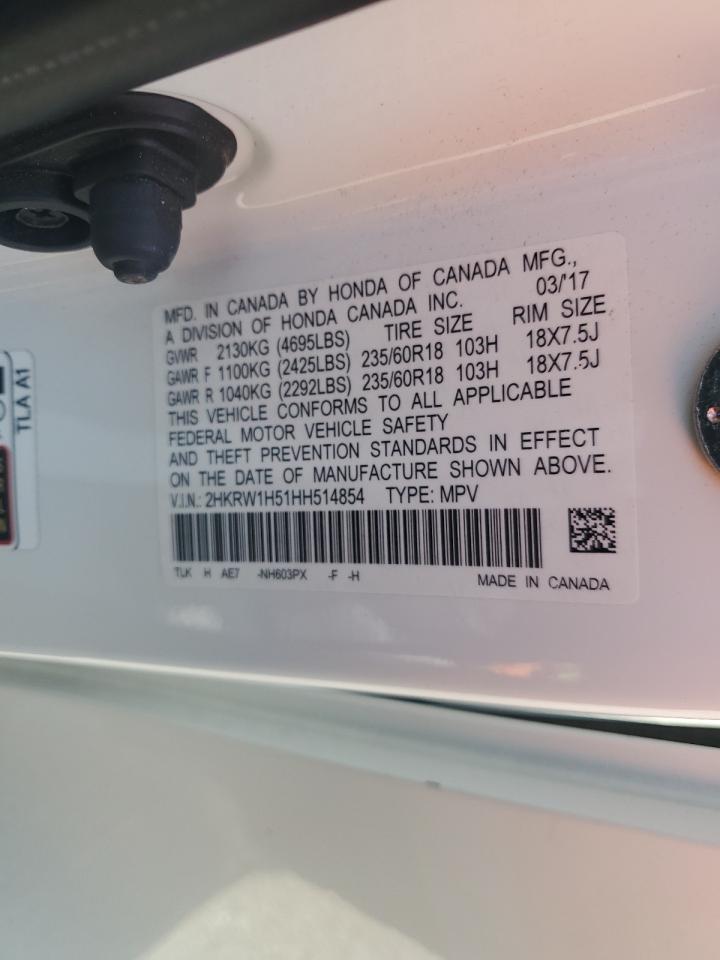 MFD. IN CANADA BY HONDA OF CANADA MFG.,
A DIVISION OF HONDA CANADA INC. 03/'17
GVWR 2130KG (4695LBS) TIRE SIZE RIM SIZE
GAWR F 1100KG (2425LBS) 235/60R18 103H 18X7.5J
GAWR R 1040KG (2292LBS) 235/60R18 103H 18X7.5J
THIS VEHICLE CONFORMS TO ALL APPLICABLE
FEDERAL MOTOR VEHICLE SAFETY
AND THEFT PREVENTION STANDARDS IN EFFECT
ON THE DATE OF MANUFACTURE SHOWN ABOVE.
V.I.N.: 2HKRW1H51HH514854 TYPE: MPV
TLK H AE7 -NH603PX -F -H MADE IN CANADA
TLA A1